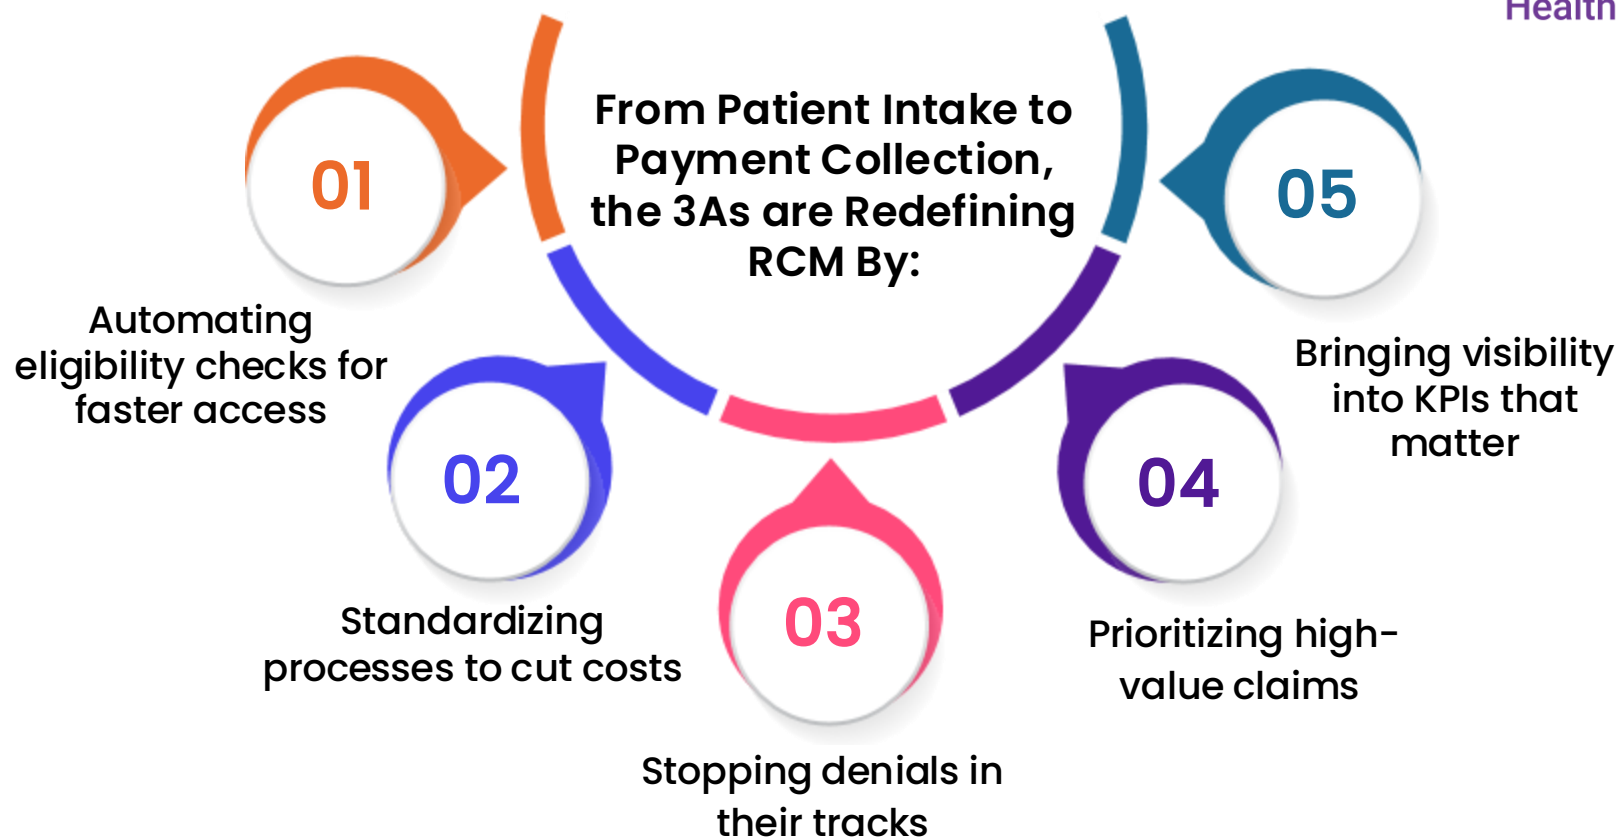 Health
From Patient Intake to
Payment Collection,
the 3As are Redefining
RCM By:
01
Automating
eligibility checks for
faster access
02
Standardizing
processes to cut costs
03
Stopping denials in
their tracks
04
Prioritizing high-
value claims
05
Bringing visibility
into KPIs that
matter